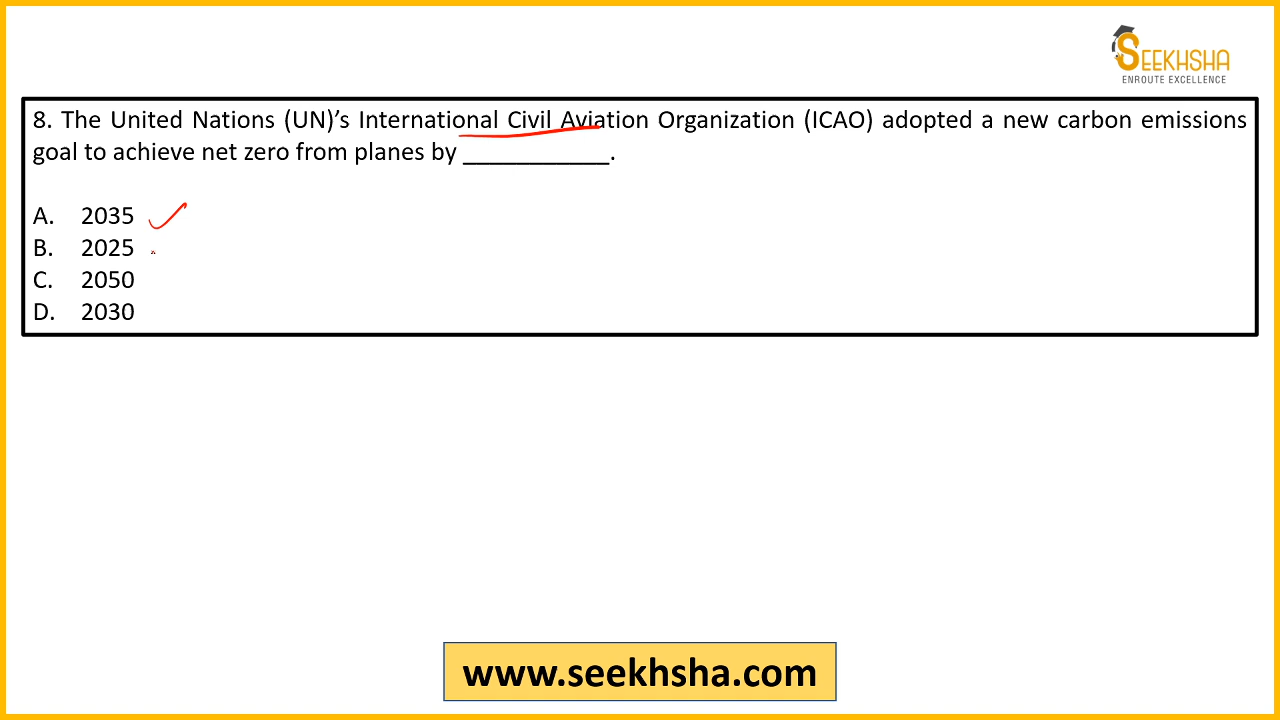 SEEKHSHA
ENROUTE EXCELLENCE
8. The United Nations (UN)’s International Civil Aviation Organization (ICAO) adopted a new carbon emissions
goal to achieve net zero from planes by ___________.
A. 2035
B. 2025
C. 2050
D. 2030
www.seekhsha.com